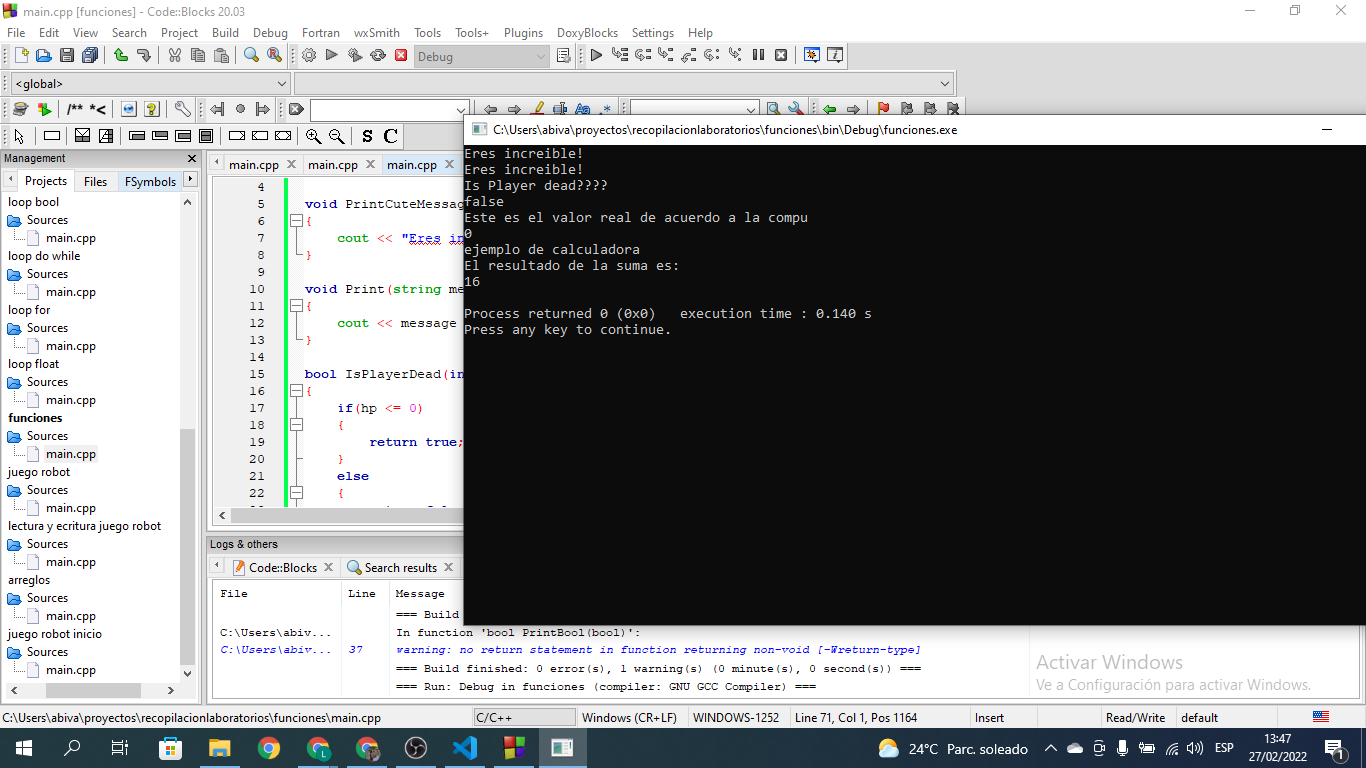 main.cpp [funciones] - Code::Blocks 20.03
File Edit View Search Project Build Debug Fortran wxSmith Tools Tools+ Plugins DoxyBlocks Settings Help
Debug
<global>
/** *<
Aa .*
S C
Management
Projects Files FSymbols
loop bool
Sources
main.cpp
loop do while
Sources
main.cpp
loop for
Sources
main.cpp
loop float
Sources
main.cpp
funciones
Sources
main.cpp
juego robot
Sources
main.cpp
lectura y ecritura juego robot
Sources
main.cpp
arreglos
Sources
main.cpp
juego robot inicio
Sources
main.cpp
main.cpp main.cpp main.cpp
4
5 void PrintCuteMessag
6 {
7 cout << "Eres in
8 }
9
10 void Print(string me
11 {
12 cout << message
13 }
14
15 bool IsPlayerDead(in
16 {
17 if(hp <= 0)
18 {
19 return true;
20 }
21 else
22 {
C:\Users\abiva\proyectos\recopilacionlaboratorios\funciones\bin\Debug\funciones.exe
Eres increible!
Eres increible!
Is Player dead????
false
Este es el valor real de acuerdo a la compu
0
ejemplo de calculadora
El resultado de la suma es:
16
Process returned 0 (0x0) execution time : 0.140 s
Press any key to continue.
Logs & others
Code::Blocks Search results
File Line Message
=== Build
C:\Users\abiv... In function 'bool PrintBool(bool)':
C:\Users\abiv... 37 warning: no return statement in function returning non-void [-Wreturn-type]
=== Build finished: 0 error(s), 1 warning(s) (0 minute(s), 0 second(s)) ===
=== Run: Debug in funciones (compiler: GNU GCC Compiler) ===
Activar Windows
Ve a Configuración para activar Windows.
C:\Users\abiva\proyectos\recopilacionlaboratorios\funciones\main.cpp C/C++ Windows (CR+LF) WINDOWS-1252 Line 71, Col 1, Pos 1164 Insert Read/Write default
24°C Parc. soleado ESP 13:47
27/02/2022
1